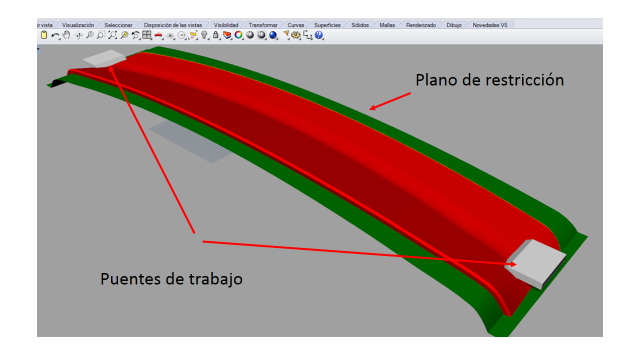 r vista Visualización Seleccionar Disposición de las vistas Visibilidad Transformar Curvas Superficies Sólidos Mallas Renderizado Dibujo Novedades V5
Plano de restricción
Puentes de trabajo